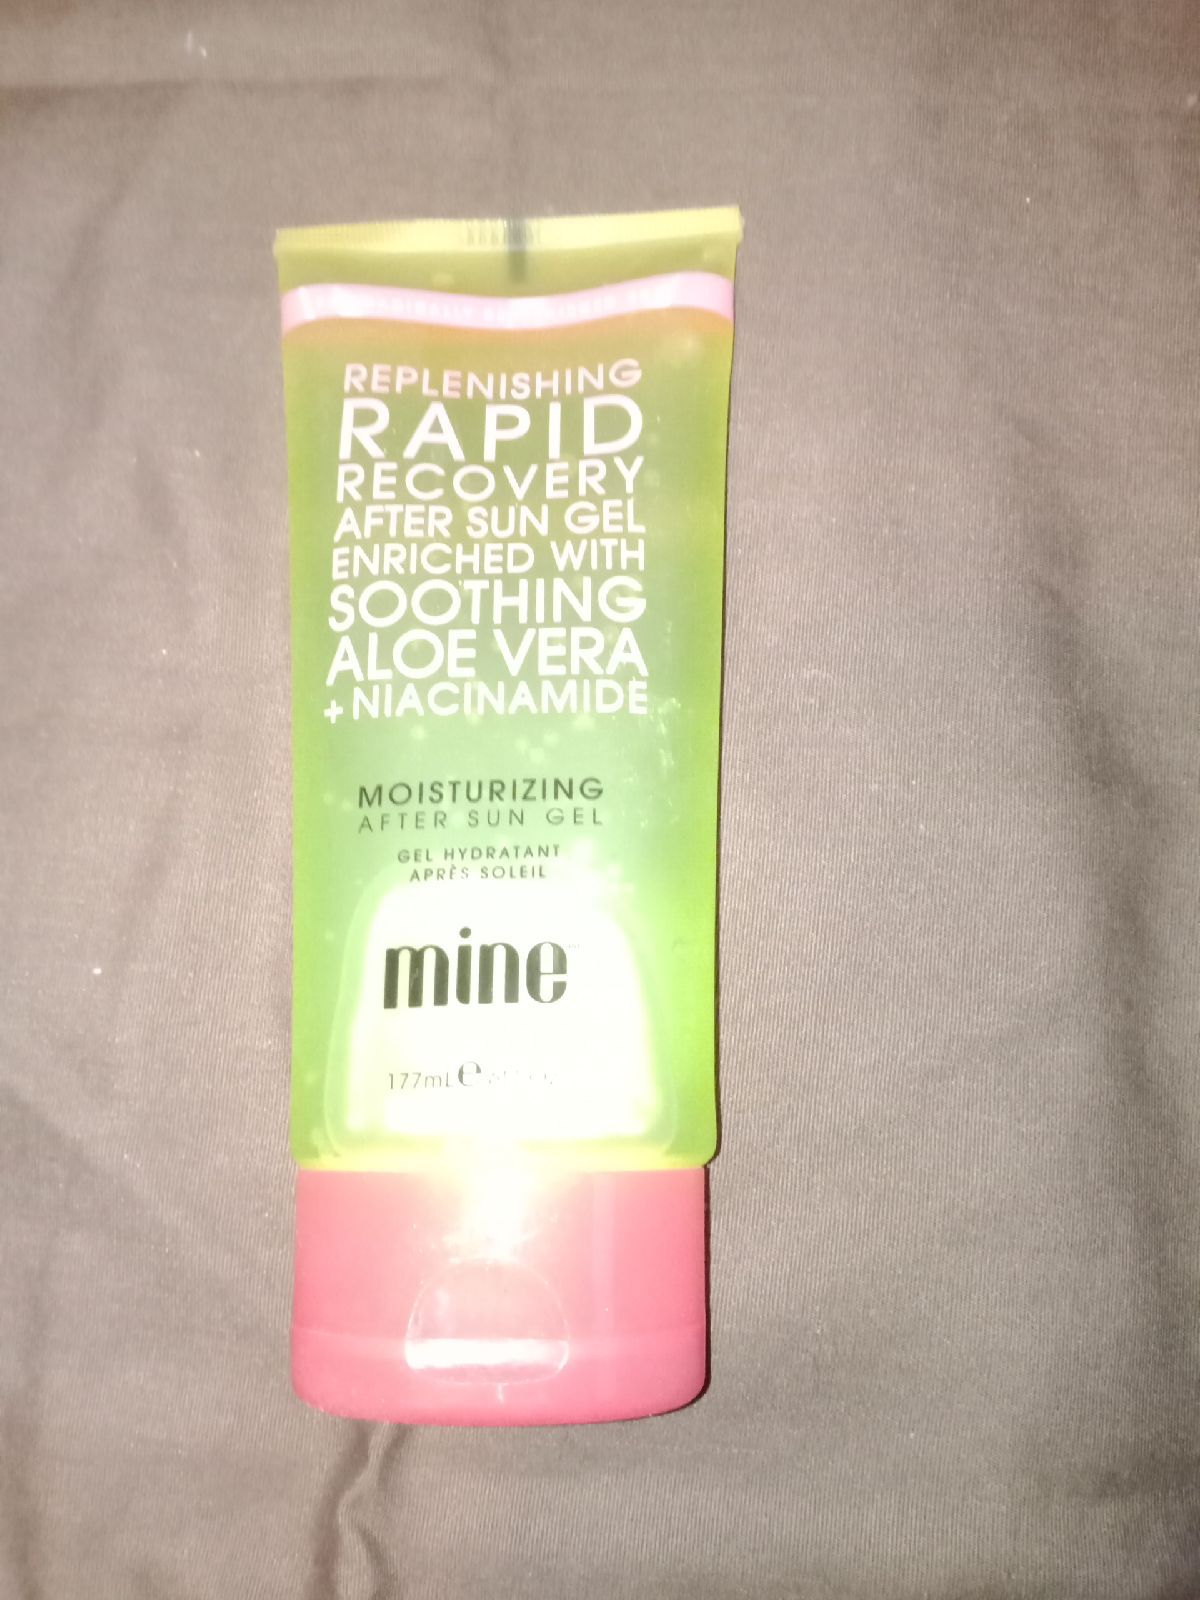 REPLENISHING
RAPID
RECOVERY
AFTER SUN GEL
ENRICHED WITH
SOOTHING
ALOE VERA
+ NIACINAMIDE
MOISTURIZING
AFTER SUN GEL
GEL HYDRATANT
APRÈS SOLEIL
mine
177mL e